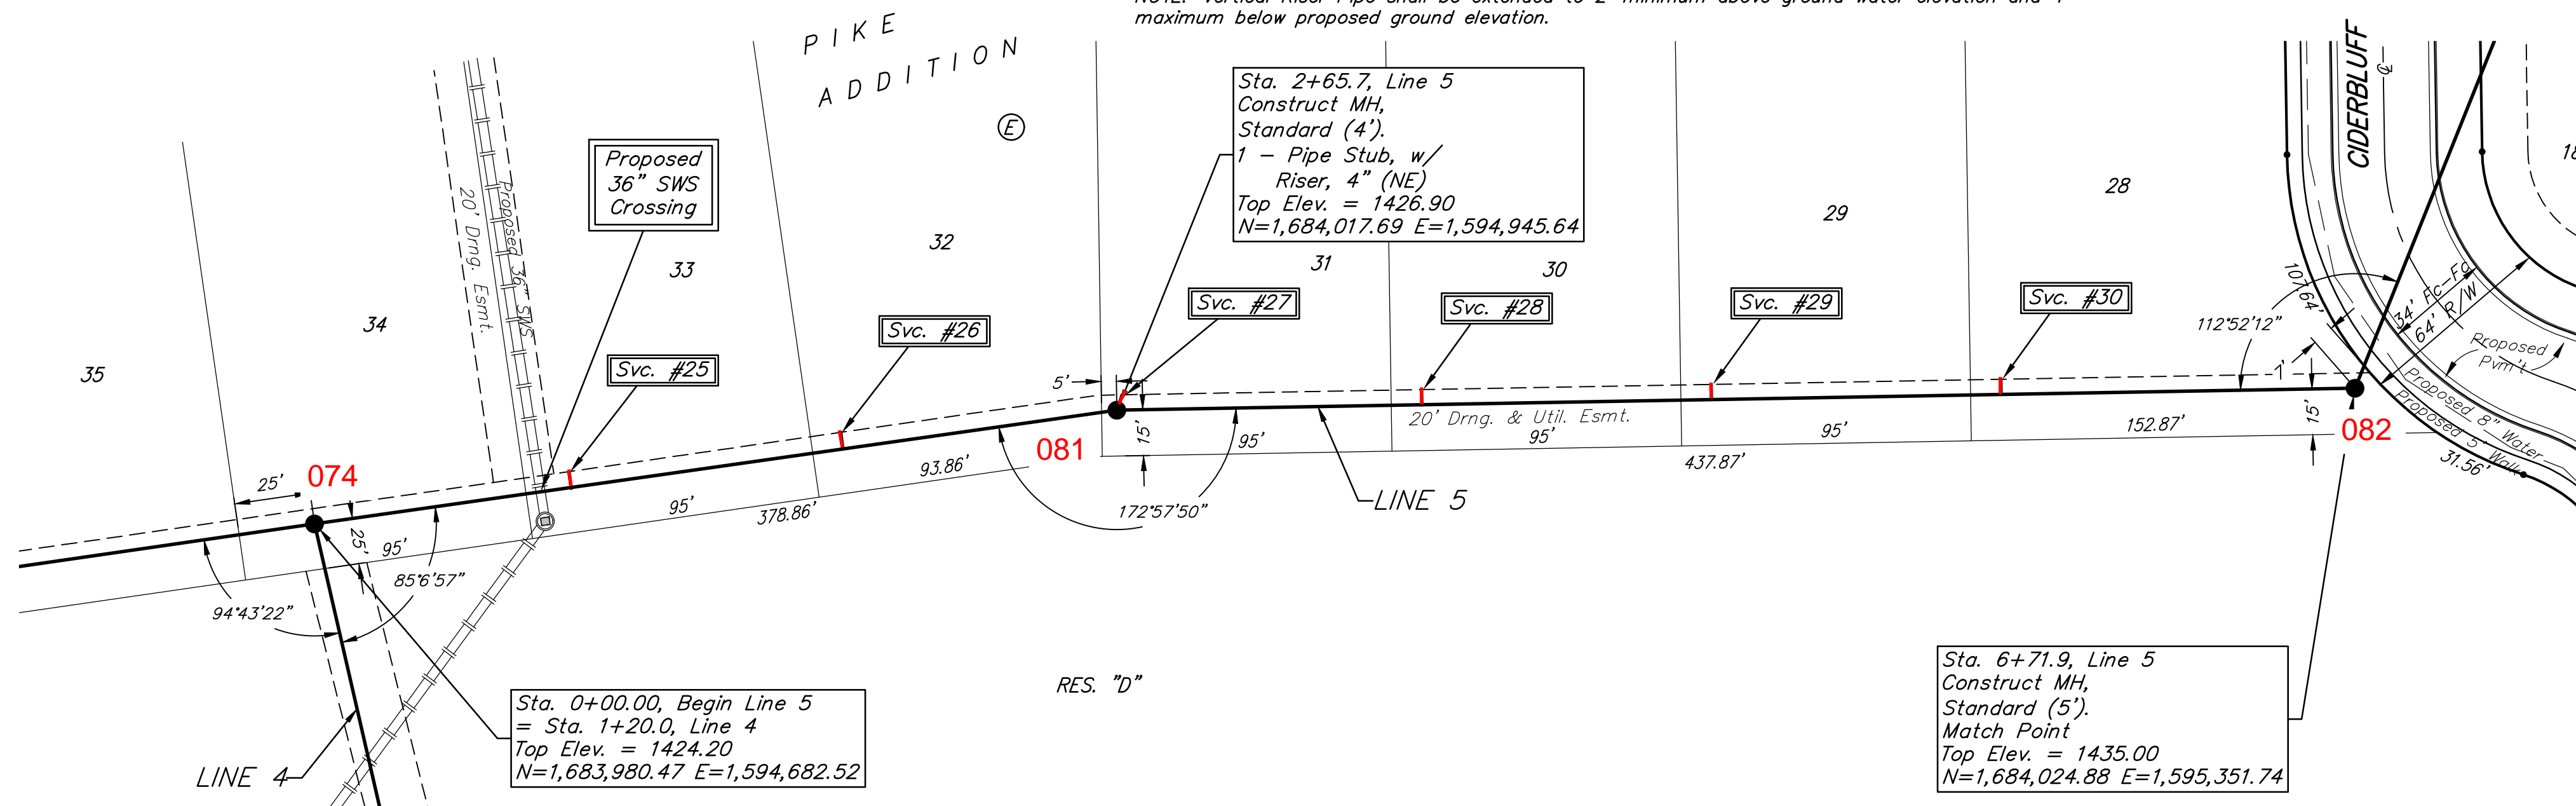 maximum below proposed ground elevation.
PIKE
ADDITION
E
CIDERBLUFF
℄
18
Sta. 2+65.7, Line 5
Construct MH,
Standard (4').
1 - Pipe Stub, w/
Riser, 4" (NE)
Top Elev. = 1426.90
N=1,684,017.69 E=1,594,945.64
Proposed
36" SWS
Crossing
20' Drng. Esmt.
Proposed 36" SWS
35
34
33
32
31
30
29
28
Svc. #25
Svc. #26
Svc. #27
Svc. #28
Svc. #29
Svc. #30
107.64'
34' Fc-Fc
64' R/W
112°52'12"
Proposed
Pvm't
1'
Proposed 8" Water
Proposed 5' Walk
31.56'
15'
082
152.87'
5'
081
15'
95'
20' Drng. & Util. Esmt.
95'
95'
437.87'
LINE 5
172°57'50"
93.86'
95'
378.86'
25'
074
25'
95'
85°6'57"
94°43'22"
LINE 4
Sta. 0+00.00, Begin Line 5
= Sta. 1+20.0, Line 4
Top Elev. = 1424.20
N=1,683,980.47 E=1,594,682.52
RES. "D"
Sta. 6+71.9, Line 5
Construct MH,
Standard (5').
Match Point
Top Elev. = 1435.00
N=1,684,024.88 E=1,595,351.74